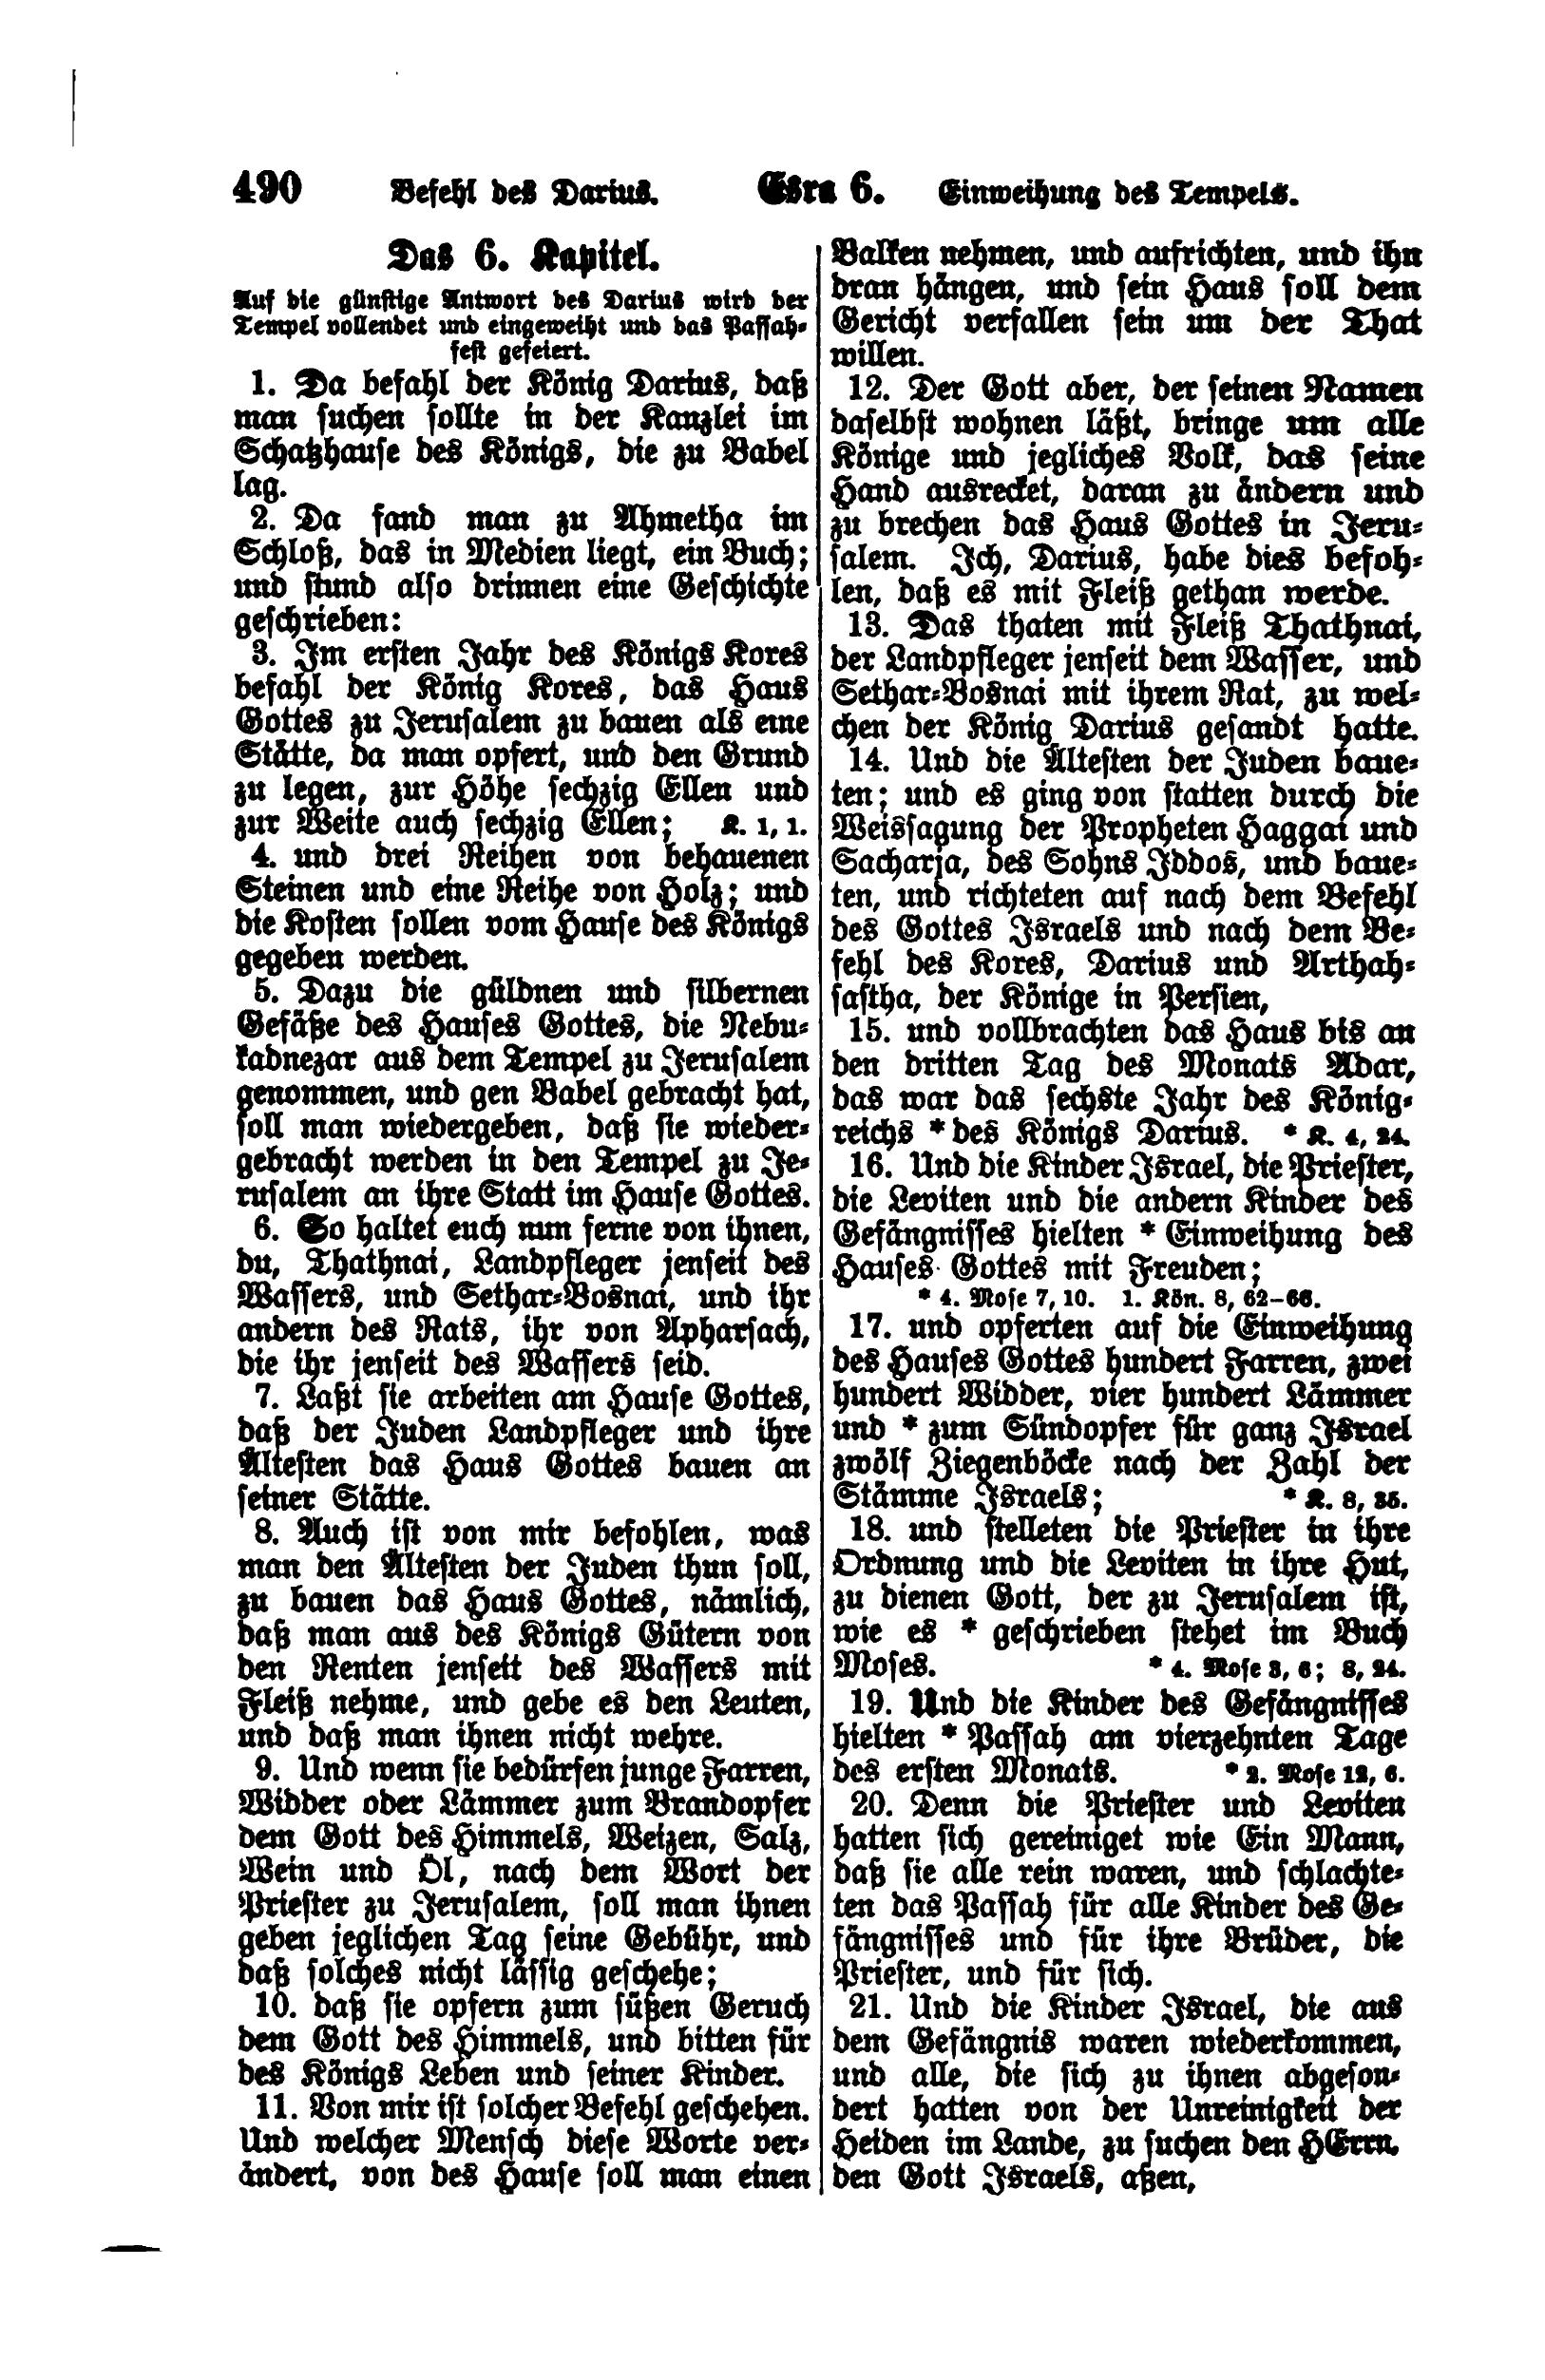 490 Befehl des Darius. Esra 6. Einweihung des Tempels.
Das 6. Kapitel.
Auf die günstige Antwort des Darius wird der
Tempel vollendet und eingeweiht und das Passah-
fest gefeiert.
1. Da befahl der König Darius, daß
man suchen sollte in der Kanzlei im
Schatzhause des Königs, die zu Babel
lag.
2. Da fand man zu Ahmetha im
Schloß, das in Medien liegt, ein Buch;
und stund also drinnen eine Geschichte
geschrieben:
3. Im ersten Jahr des Königs Kores
befahl der König Kores, das Haus
Gottes zu Jerusalem zu bauen als eine
Stätte, da man opfert, und den Grund
zu legen, zur Höhe sechzig Ellen und
zur Weite auch sechzig Ellen; K. 1, 1.
4. und drei Reihen von behauenen
Steinen und eine Reihe von Holz; und
die Kosten sollen vom Hause des Königs
gegeben werden.
5. Dazu die güldnen und silbernen
Gefäße des Hauses Gottes, die Nebu-
kadnezar aus dem Tempel zu Jerusalem
genommen, und gen Babel gebracht hat,
soll man wiedergeben, daß sie wieder-
gebracht werden in den Tempel zu Je-
rusalem an ihre Statt im Hause Gottes.
6. So haltet euch nun ferne von ihnen,
du, Thathnai, Landpfleger jenseit des
Wassers, und Sethar-Bosnai, und ihr
andern des Rats, ihr von Apharsach,
die ihr jenseit des Wassers seid.
7. Laßt sie arbeiten am Hause Gottes,
daß der Juden Landpfleger und ihre
Ältesten das Haus Gottes bauen an
seiner Stätte.
8. Auch ist von mir befohlen, was
man den Ältesten der Juden thun soll,
zu bauen das Haus Gottes, nämlich,
daß man aus des Königs Gütern von
den Renten jenseit des Wassers mit
Fleiß nehme, und gebe es den Leuten,
und daß man ihnen nicht wehre.
9. Und wenn sie bedürfen junge Farren,
Widder oder Lämmer zum Brandopfer
dem Gott des Himmels, Weizen, Salz,
Wein und Öl, nach dem Wort der
Priester zu Jerusalem, soll man ihnen
geben jeglichen Tag seine Gebühr, und
daß solches nicht lässig geschehe;
10. daß sie opfern zum süßen Geruch
dem Gott des Himmels, und bitten für
des Königs Leben und seiner Kinder.
11. Von mir ist solcher Befehl geschehen.
Und welcher Mensch diese Worte ver-
ändert, von des Hause soll man einen
Balken nehmen, und aufrichten, und ihn
dran hängen, und sein Haus soll dem
Gericht verfallen sein um der That
willen.
12. Der Gott aber, der seinen Namen
daselbst wohnen läßt, bringe um alle
Könige und jegliches Volk, das seine
Hand ausrecket, daran zu ändern und
zu brechen das Haus Gottes in Jeru-
salem. Ich, Darius, habe dies befoh-
len, daß es mit Fleiß gethan werde.
13. Das thaten mit Fleiß Thathnai,
der Landpfleger jenseit dem Wasser, und
Sethar-Bosnai mit ihrem Rat, zu wel-
chen der König Darius gesandt hatte.
14. Und die Ältesten der Juden baue-
ten; und es ging von statten durch die
Weissagung der Propheten Haggai und
Sacharja, des Sohns Iddos, und baue-
ten, und richteten auf nach dem Befehl
des Gottes Israels und nach dem Be-
fehl des Kores, Darius und Arthah-
sastha, der Könige in Persien,
15. und vollbrachten das Haus bis an
den dritten Tag des Monats Adar,
das war das sechste Jahr des König-
reichs * des Königs Darius. * K. 4, 24.
16. Und die Kinder Israel, die Priester,
die Leviten und die andern Kinder des
Gefängnisses hielten * Einweihung des
Hauses Gottes mit Freuden;
* 4. Mose 7, 10. 1. Kön. 8, 62-66.
17. und opferten auf die Einweihung
des Hauses Gottes hundert Farren, zwei
hundert Widder, vier hundert Lämmer
und * zum Sündopfer für ganz Israel
zwölf Ziegenböcke nach der Zahl der
Stämme Israels; * K. 8, 35.
18. und stelleten die Priester in ihre
Ordnung und die Leviten in ihre Hut,
zu dienen Gott, der zu Jerusalem ist,
wie es * geschrieben stehet im Buch
Moses. * 4. Mose 3, 6; 8, 24.
19. Und die Kinder des Gefängnisses
hielten * Passah am vierzehnten Tage
des ersten Monats. * 2. Mose 12, 6.
20. Denn die Priester und Leviten
hatten sich gereiniget wie Ein Mann,
daß sie alle rein waren, und schlachte-
ten das Passah für alle Kinder des Ge-
fängnisses und für ihre Brüder, die
Priester, und für sich.
21. Und die Kinder Israel, die aus
dem Gefängnis waren wiederkommen,
und alle, die sich zu ihnen abgeson-
dert hatten von der Unreinigkeit der
Heiden im Lande, zu suchen den HErrn,
den Gott Israels, aßen,